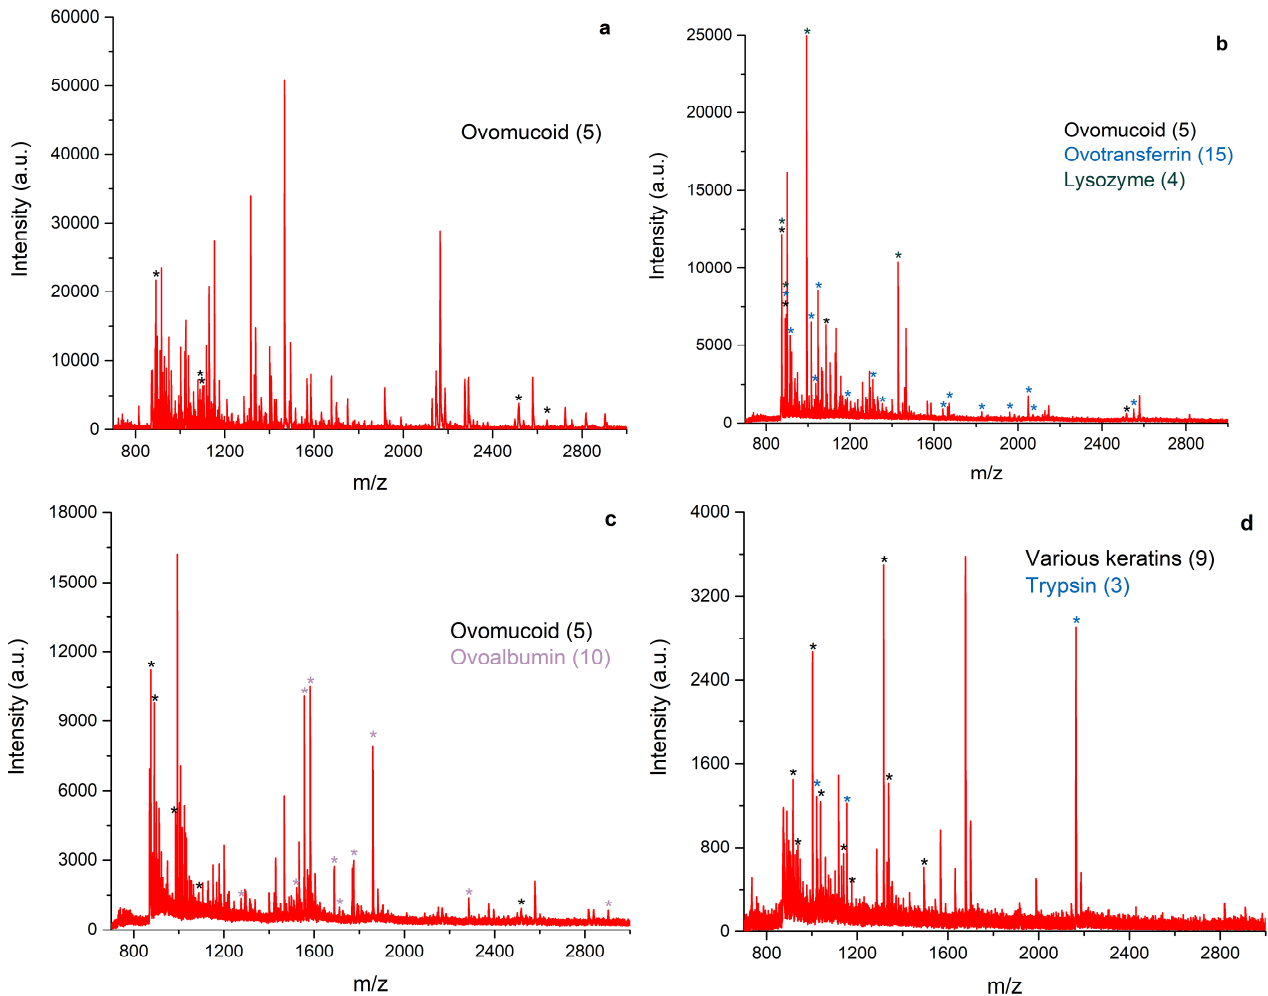 a
60000
50000
40000
30000
20000
10000
0
Intensity (a.u.)
Ovomucoid (5)
*
*
*
*
*
800
1200
1600
2000
2400
2800
m/z
b
25000
20000
15000
10000
5000
0
Intensity (a.u.)
Ovomucoid (5)
Ovotransferrin (15)
Lysozyme (4)
800
1200
1600
2000
2400
2800
m/z
c
18000
15000
12000
9000
6000
3000
0
Intensity (a.u.)
Ovomucoid (5)
Ovoalbumin (10)
800
1200
1600
2000
2400
2800
m/z
d
4000
3200
2400
1600
800
0
Intensity (a.u.)
Various keratins (9)
Trypsin (3)
800
1200
1600
2000
2400
2800
m/z